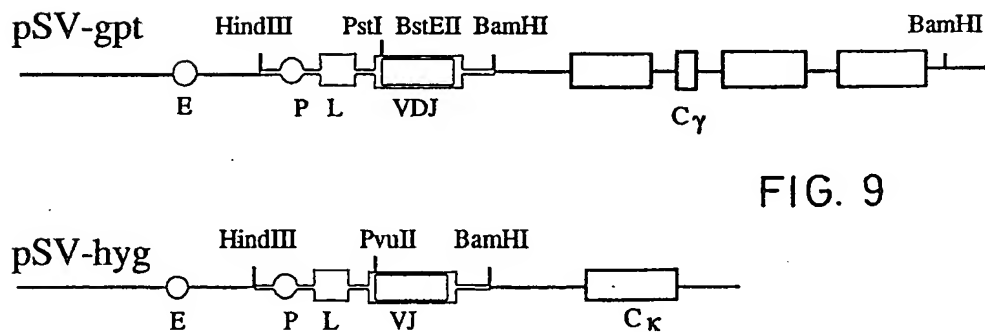 pSV-gpt
HindIII PstI BstEII BamHI BamHI
E P L VDJ Cγ
FIG. 9
pSV-hyg
HindIII PvuII BamHI
E P L VJ Cκ